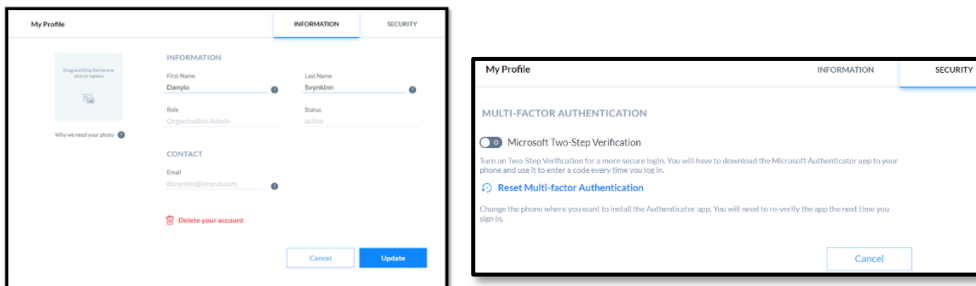 My Profile
INFORMATION
SECURITY
Drag and Drop file here or
click to replace
Why we need your photo
INFORMATION
First Name
Last Name
Danylo
Svynkinn
Role
Status
Organization Admin
active
CONTACT
Email
dsvynkin@lenovo.com
Delete your account
Cancel
Update
My Profile
INFORMATION
SECURITY
MULTI-FACTOR AUTHENTICATION
Microsoft Two-Step Verification
Turn on Two-Step Verification for a more secure login. You will have to download the Microsoft Authenticator app to your
phone and use it to enter a code every time you log in.
Reset Multi-factor Authentication
Change the phone where you want to install the Authenticator app. You will need to re-verify the app the next time you
sign in.
Cancel